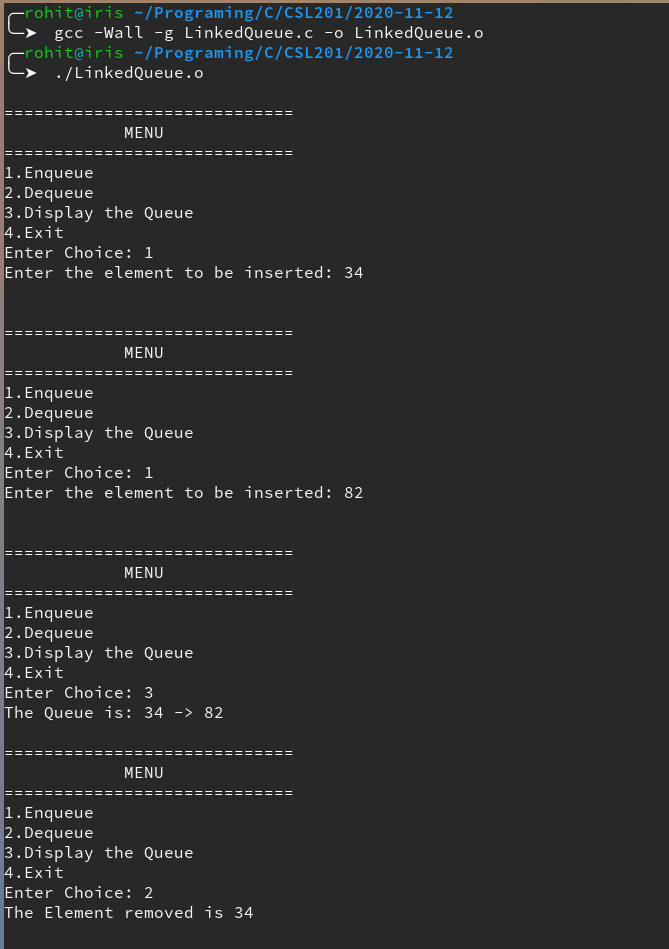 ╭─rohit@iris ~/Programing/C/CSL201/2020-11-12
╰─➤  gcc -Wall -g LinkedQueue.c -o LinkedQueue.o
╭─rohit@iris ~/Programing/C/CSL201/2020-11-12
╰─➤  ./LinkedQueue.o
=============================
            MENU
=============================
1.Enqueue
2.Dequeue
3.Display the Queue
4.Exit
Enter Choice: 1
Enter the element to be inserted: 34
=============================
            MENU
=============================
1.Enqueue
2.Dequeue
3.Display the Queue
4.Exit
Enter Choice: 1
Enter the element to be inserted: 82
=============================
            MENU
=============================
1.Enqueue
2.Dequeue
3.Display the Queue
4.Exit
Enter Choice: 3
The Queue is: 34 -> 82
=============================
            MENU
=============================
1.Enqueue
2.Dequeue
3.Display the Queue
4.Exit
Enter Choice: 2
The Element removed is 34